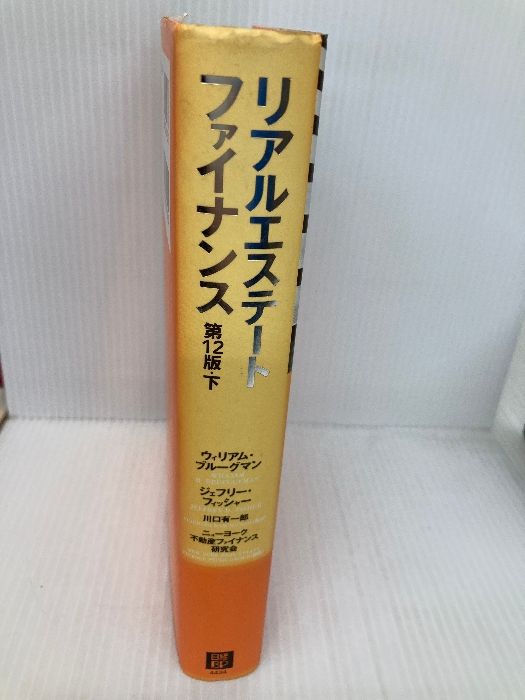 リアルエステート
ファイナンス
第12版・下
ウィリアム・
ブルーグマン
ジェフリー・
フィッシャー
川口有一郎
ニューヨーク
不動産ファイナンス
研究会
日経
BP